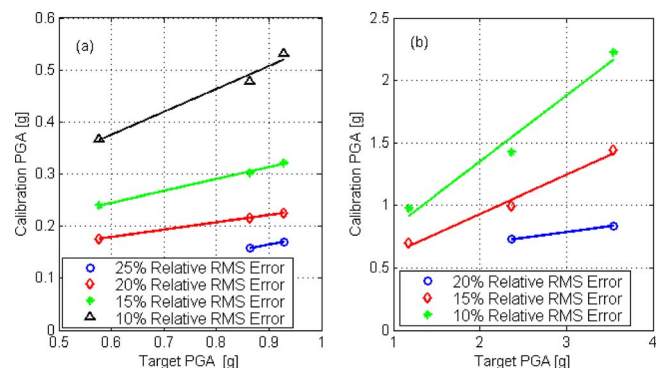 (a)
Calibration PGA [g]
0.6
0.5
0.4
0.3
0.2
0.1
0
25% Relative RMS Error
20% Relative RMS Error
15% Relative RMS Error
10% Relative RMS Error
0.5 0.6 0.7 0.8 0.9 1
Target PGA [g]
(b)
Calibration PGA [g]
2.5
2
1.5
1
0.5
0
20% Relative RMS Error
15% Relative RMS Error
10% Relative RMS Error
1 2 3 4
Target PGA [g]